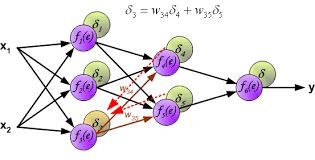 δ₃ = w₃₄δ₄ + w₃₅δ₅
δ₁
f₁(e)
x₁
δ₂
δ₄
f₄(e)
f₂(e)
w₃₄
δ
f₆(e)
y
δ₅
f₅(e)
w₃₅
x₂
δ₃
f₃(e)